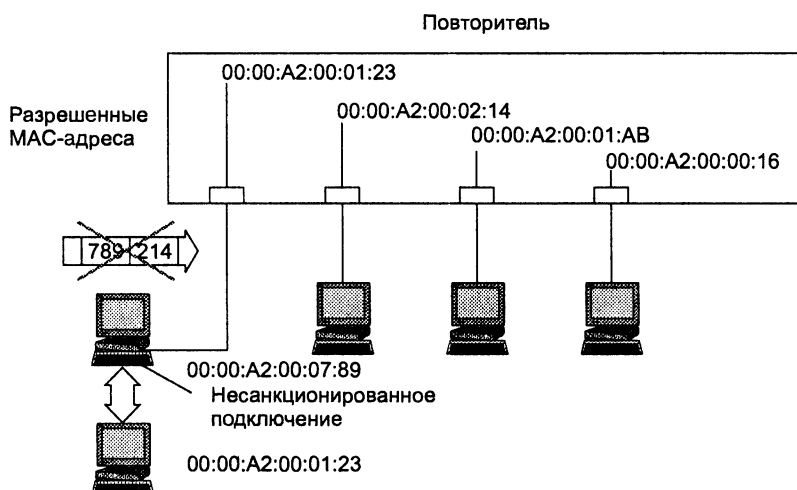 Повторитель
00:00:A2:00:01:23
Разрешенные
MAC-адреса
00:00:A2:00:02:14
00:00:A2:00:01:AB
00:00:A2:00:00:16
789 214
00:00:A2:00:07:89
Несанкционированное
подключение
00:00:A2:00:01:23